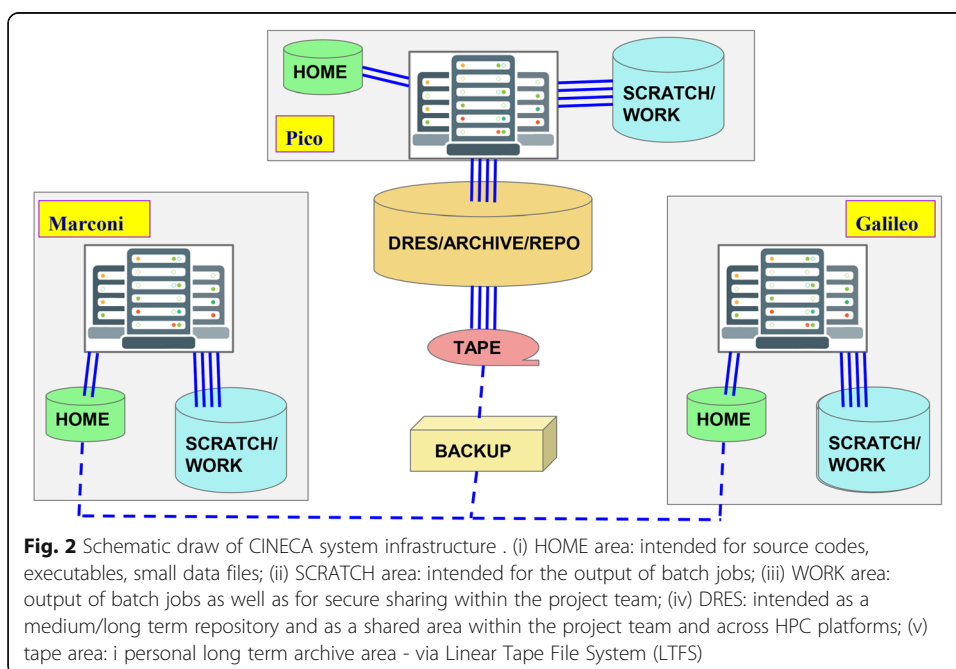 HOME
SCRATCH/
WORK
Pico
Marconi
DRES/ARCHIVE/REPO
Galileo
TAPE
HOME
SCRATCH/
WORK
BACKUP
HOME
SCRATCH/
WORK
Fig. 2 Schematic draw of CINECA system infrastructure . (i) HOME area: intended for source codes,
executables, small data files; (ii) SCRATCH area: intended for the output of batch jobs; (iii) WORK area:
output of batch jobs as well as for secure sharing within the project team; (iv) DRES: intended as a
medium/long term repository and as a shared area within the project team and across HPC platforms; (v)
tape area: i personal long term archive area - via Linear Tape File System (LTFS)